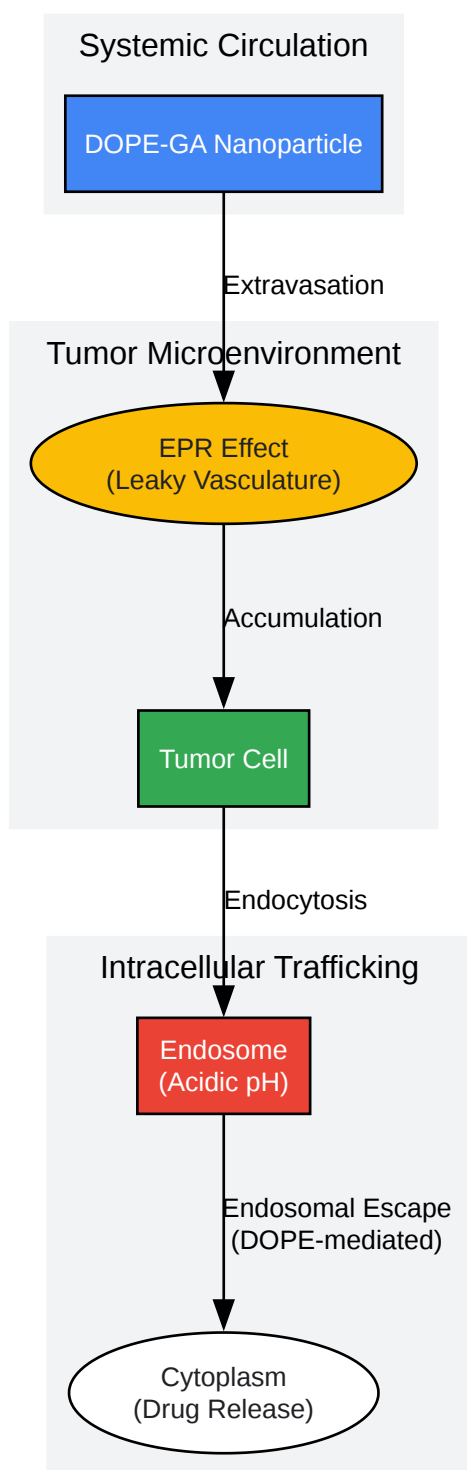 Systemic Circulation
DOPE-GA Nanoparticle
Extravasation
Tumor Microenvironment
EPR Effect
(Leaky Vasculature)
Accumulation
Tumor Cell
Endocytosis
Intracellular Trafficking
Endosome
(Acidic pH)
Endosomal Escape
(DOPE-mediated)
Cytoplasm
(Drug Release)